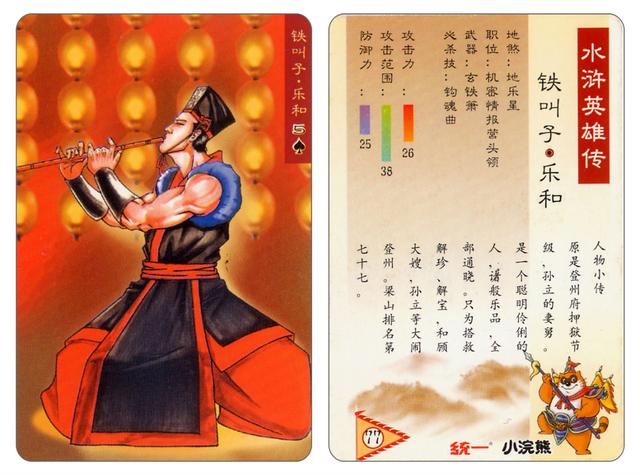 铁叫子·乐和 5♠
水浒英雄传
铁叫子·乐和
地煞:地乐星
职位:机密情报营头领
武器:玄铁箫
必杀技:钩魂曲
攻击力: 26
攻击范围: 38
防御力: 25
人物小传
原是登州府押狱节
级,孙立的妻舅。
是一个聪明伶俐的
人,诸般乐品,全
部通晓。只为搭救
解珍、解宝,和顾
大嫂,孙立等大闹
登州。梁山排名第
七十七。
77
统一® 小浣熊